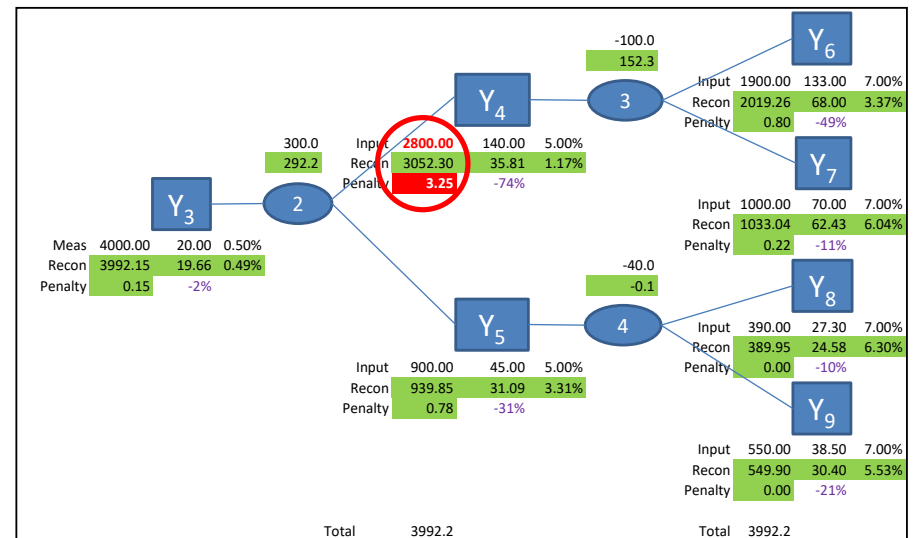 -100.0
152.3
Y6
Y4
3
Input 1900.00 133.00 7.00%
Recon 2019.26 68.00 3.37%
Penalty 0.80 -49%
300.0
292.2
Input 2800.00 140.00 5.00%
Recon 3052.30 35.81 1.17%
Penalty 3.25 -74%
Y7
Y3
2
Input 1000.00 70.00 7.00%
Recon 1033.04 62.43 6.04%
Penalty 0.22 -11%
Meas 4000.00 20.00 0.50%
Recon 3992.15 19.66 0.49%
Penalty 0.15 -2%
-40.0
-0.1
Y8
Y5
4
Input 390.00 27.30 7.00%
Recon 389.95 24.58 6.30%
Penalty 0.00 -10%
Input 900.00 45.00 5.00%
Recon 939.85 31.09 3.31%
Penalty 0.78 -31%
Y9
Input 550.00 38.50 7.00%
Recon 549.90 30.40 5.53%
Penalty 0.00 -21%
Total 3992.2
Total 3992.2